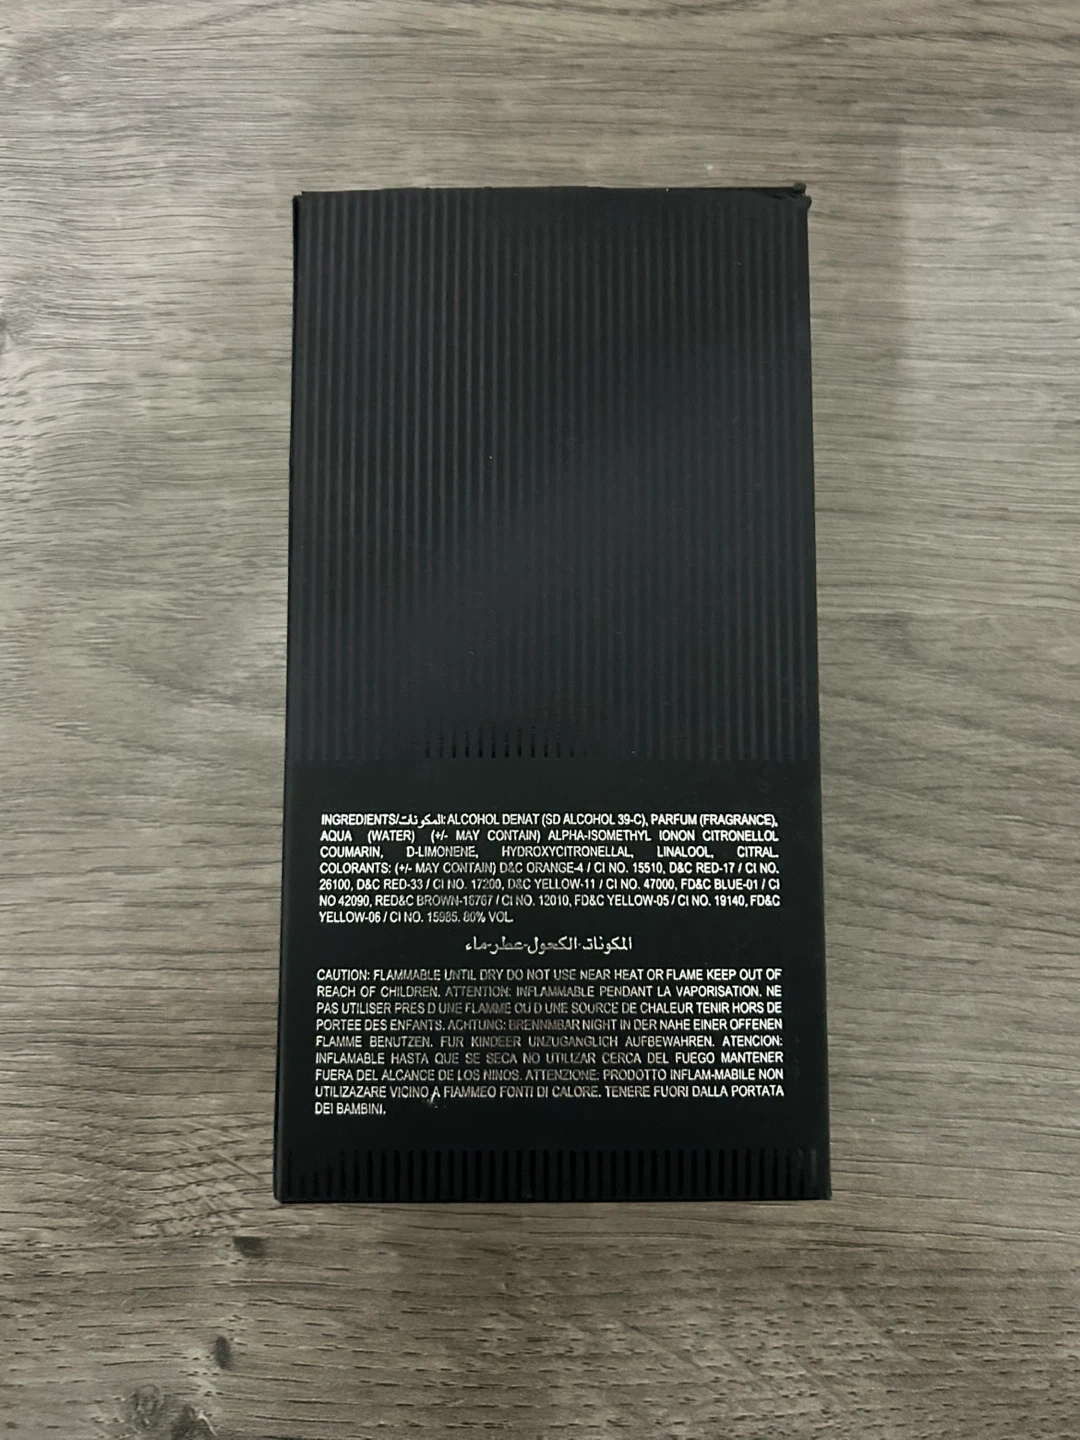 INGREDIENTS/المكونات: ALCOHOL DENAT (SD ALCOHOL 39-C), PARFUM (FRAGRANCE),
AQUA (WATER) (+/- MAY CONTAIN) ALPHA-ISOMETHYL IONON CITRONELLOL
COUMARIN, D-LIMONENE, HYDROXYCITRONELLAL, LINALOOL, CITRAL.
COLORANTS: (+/- MAY CONTAIN) D&C ORANGE-4 / CI NO. 15510, D&C RED-17 / CI NO.
26100, D&C RED-33 / CI NO. 17200, D&C YELLOW-11 / CI NO. 47000, FD&C BLUE-01 / CI
NO 42090, RED&C BROWN-16767 / CI NO. 12010, FD&C YELLOW-05 / CI NO. 19140, FD&C
YELLOW-06 / CI NO. 15985. 80% VOL.
المكونات-الكحول-عطر-ماء
CAUTION: FLAMMABLE UNTIL DRY DO NOT USE NEAR HEAT OR FLAME KEEP OUT OF
REACH OF CHILDREN. ATTENTION: INFLAMMABLE PENDANT LA VAPORISATION. NE
PAS UTILISER PRES D UNE FLAMME OU D UNE SOURCE DE CHALEUR TENIR HORS DE
PORTEE DES ENFANTS. ACHTUNG: BRENNMBAR NIGHT IN DER NAHE EINER OFFENEN
FLAMME BENUTZEN. FUR KINDEER UNZUGANGLICH AUFBEWAHREN. ATENCION:
INFLAMABLE HASTA QUE SE SECA NO UTILIZAR CERCA DEL FUEGO MANTENER
FUERA DEL ALCANCE DE LOS NINOS. ATTENZIONE: PRODOTTO INFLAM-MABILE NON
UTILIZAZARE VICINO A FIAMMEO FONTI DI CALORE. TENERE FUORI DALLA PORTATA
DEI BAMBINI.